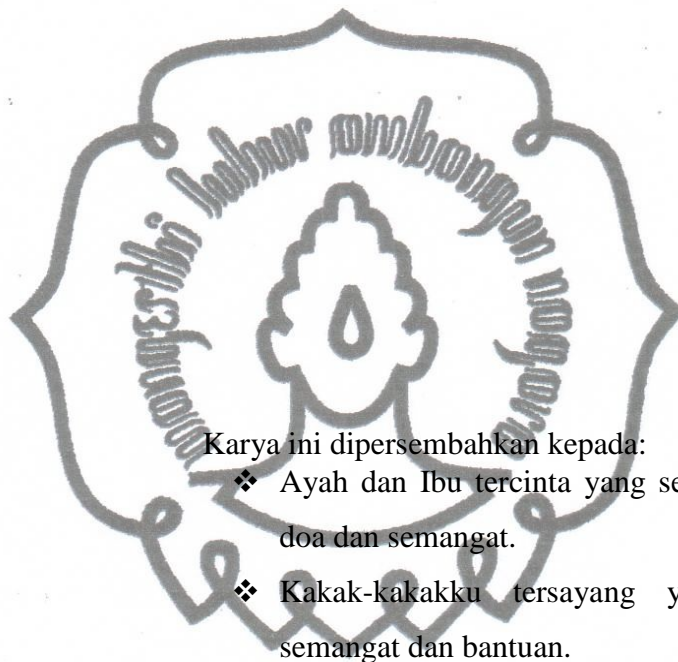 Karya ini dipersembahkan kepada:
❖ Ayah dan Ibu tercinta yang se
doa dan semangat.
❖ Kakak-kakakku tersayang y
semangat dan bantuan.